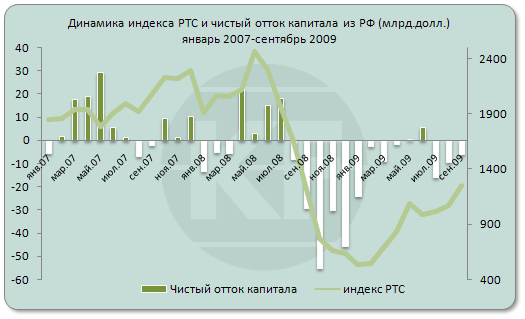 Динамика индекса РТС и чистый отток капитала из РФ (млрд.долл.)
январь 2007-сентябрь 2009
40
30
20
10
0
-10
-20
-30
-40
-50
-60
2400
1900
1400
900
400
янв.07
мар.07
май.07
июл.07
сен.07
ноя.07
янв.08
мар.08
май.08
июл.08
сен.08
ноя.08
янв.09
мар.09
май.09
июл.09
сен.09
Чистый отток капитала
индекс РТС